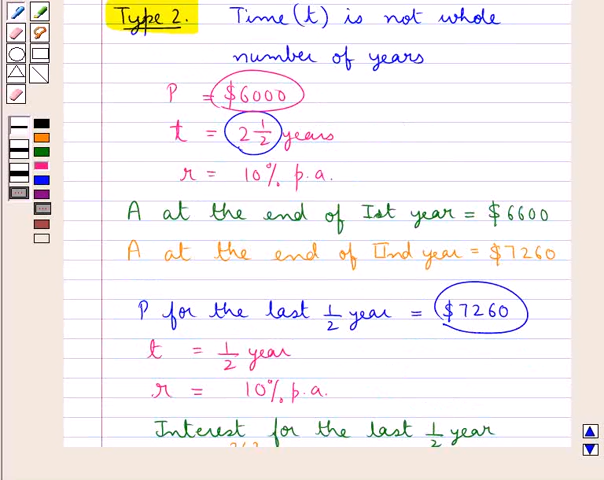 Type 2. Time (t) is not whole
number of years
P = $6000
t = 2 1/2 years
r = 10% p.a.
A at the end of Ist year = $6600
A at the end of IInd year = $7260
P for the last 1/2 year = $7260
t = 1/2 year
r = 10% p.a.
Interest for the last 1/2 year